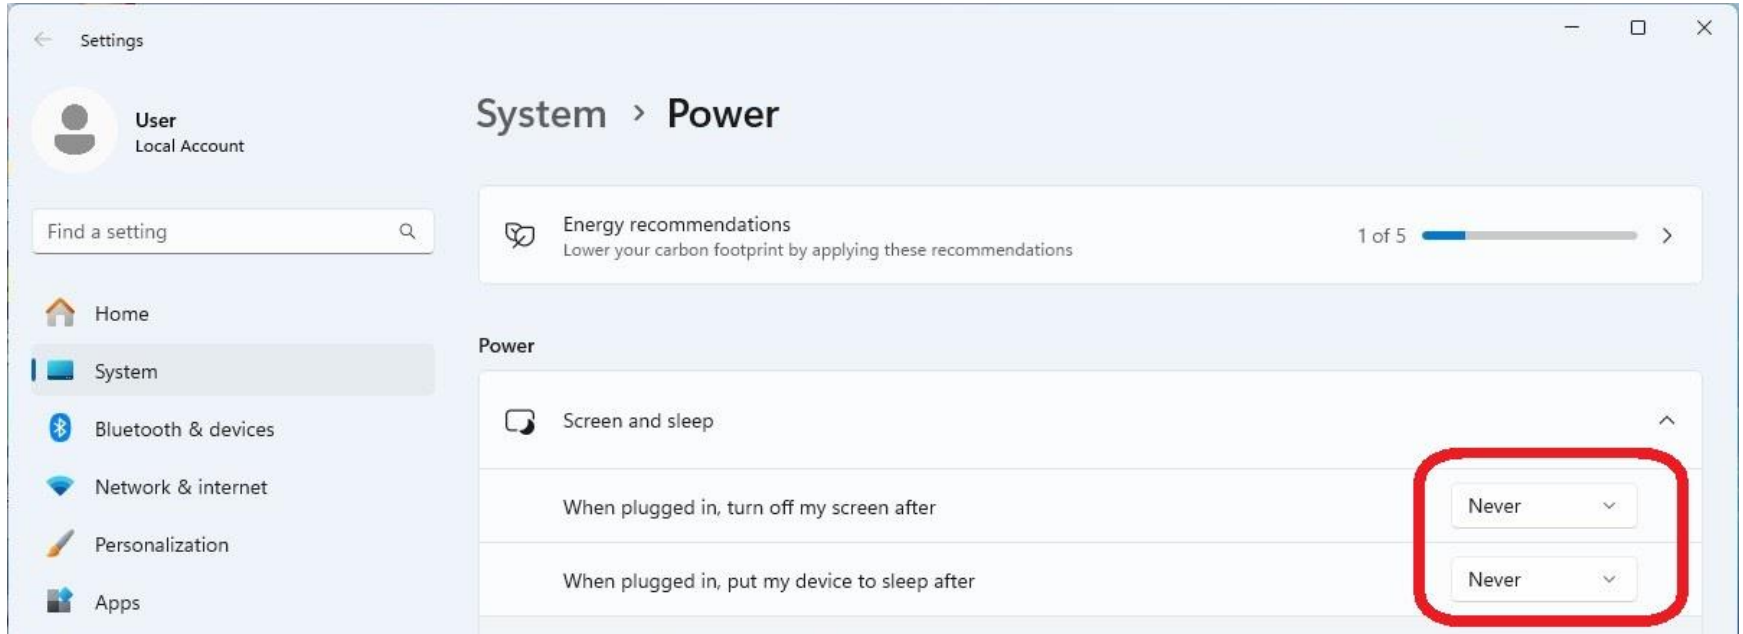 Settings
User
Local Account
Find a setting
Home
System
Bluetooth & devices
Network & internet
Personalization
Apps
System > Power
Energy recommendations
Lower your carbon footprint by applying these recommendations
1 of 5
Power
Screen and sleep
When plugged in, turn off my screen after
Never
When plugged in, put my device to sleep after
Never